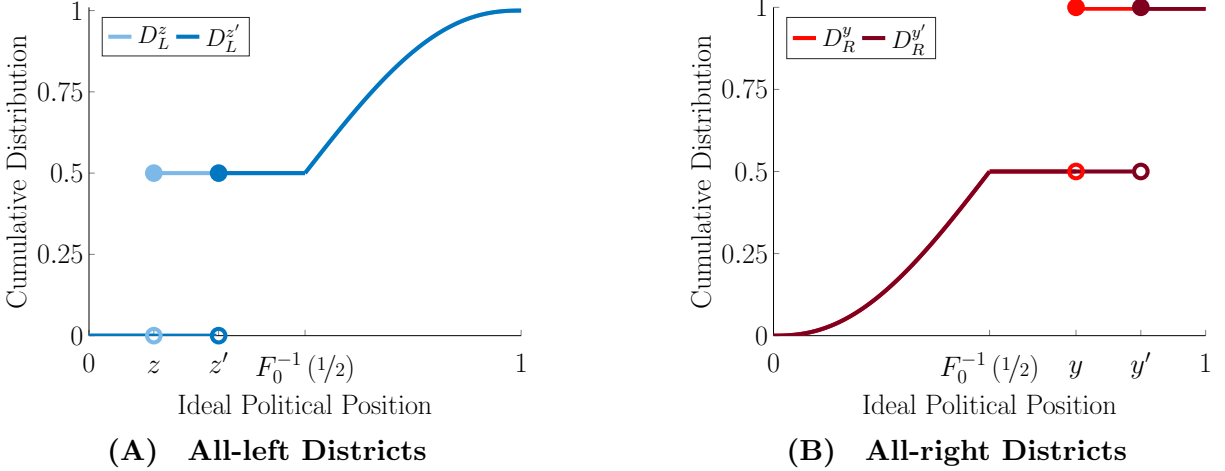 1
0.75
0.5
0.25
0
Cumulative Distribution
D_L^z D_L^{z'}
0 z z' F_0^{-1} (1/2) 1
Ideal Political Position
(A) All-left Districts
1
0.75
0.5
0.25
0
Cumulative Distribution
D_R^y D_R^{y'}
0 F_0^{-1} (1/2) y y' 1
Ideal Political Position
(B) All-right Districts